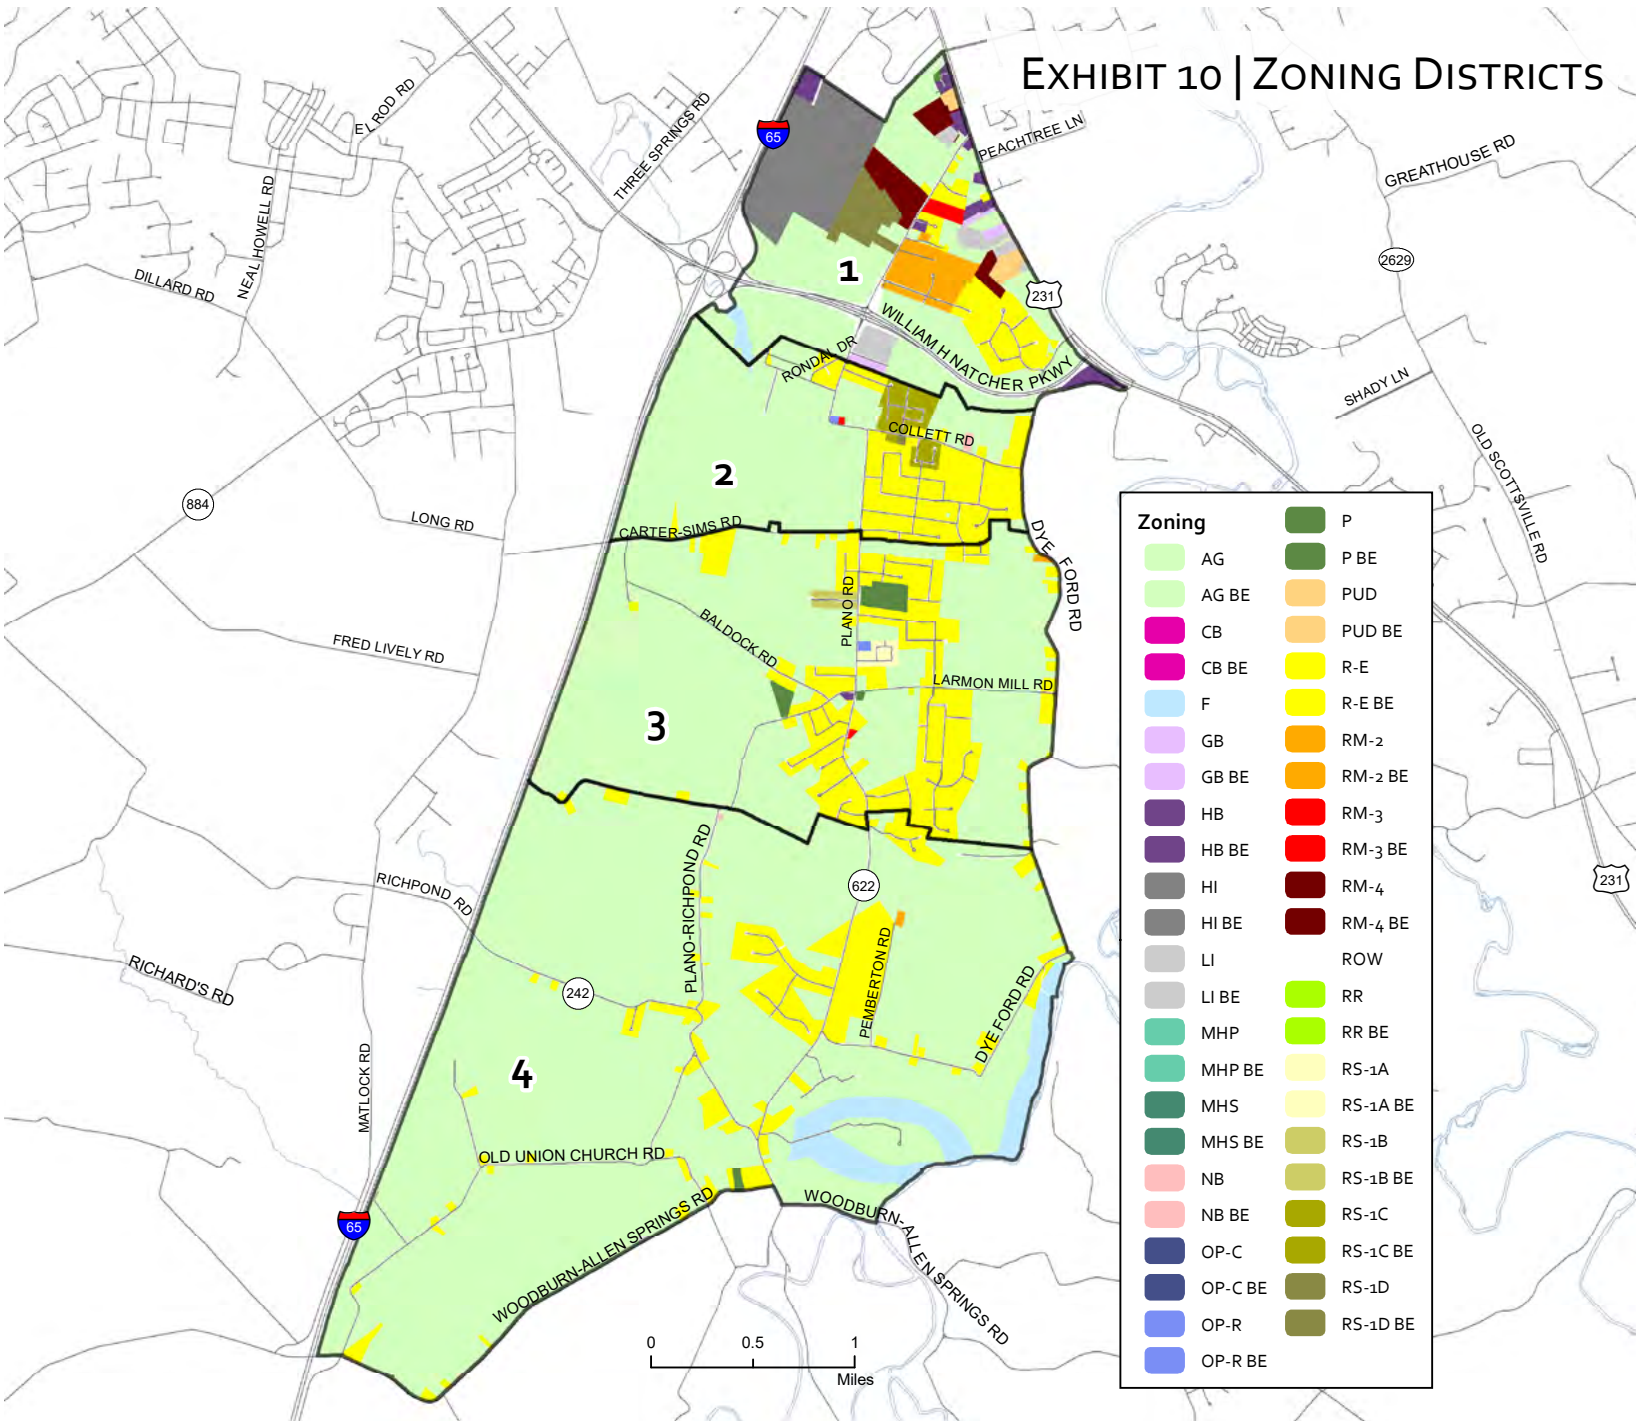 EXHIBIT 10 | ZONING DISTRICTS
EL ROD RD
THREE SPRINGS RD
65
PEACHTREE LN
GREATHOUSE RD
NEAL HOWELL RD
DILLARD RD
2629
1
231
WILLIAM H NATCHER PKWY
RONDAL DR
SHADY LN
COLLETT RD
OLD SCOTTSVILLE RD
2
884
LONG RD
CARTER-SIMS RD
DYE FORD RD
PLANO RD
BALDOCK RD
FRED LIVELY RD
LARMON MILL RD
3
PLANO-RICHPOND RD
622
231
RICHPOND RD
PEMBERTON RD
RICHARD'S RD
242
DYE FORD RD
4
MATLOCK RD
OLD UNION CHURCH RD
WOODBURN-ALLEN SPRINGS RD
WOODBURN-ALLEN SPRINGS RD
65
0 0.5 1
Miles
Zoning
AG
AG BE
CB
CB BE
F
GB
GB BE
HB
HB BE
HI
HI BE
LI
LI BE
MHP
MHP BE
MHS
MHS BE
NB
NB BE
OP-C
OP-C BE
OP-R
OP-R BE
P
P BE
PUD
PUD BE
R-E
R-E BE
RM-2
RM-2 BE
RM-3
RM-3 BE
RM-4
RM-4 BE
ROW
RR
RR BE
RS-1A
RS-1A BE
RS-1B
RS-1B BE
RS-1C
RS-1C BE
RS-1D
RS-1D BE